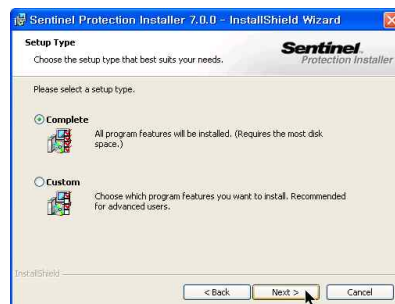 Sentinel Protection Installer 7.0.0 - InstallShield Wizard
Setup Type
Choose the setup type that best suits your needs.
Sentinel
Protection Installer
Please select a setup type.
Complete
All program features will be installed. (Requires the most disk
space.)
Custom
Choose which program features you want to install. Recommended
for advanced users.
InstallShield
< Back
Next >
Cancel